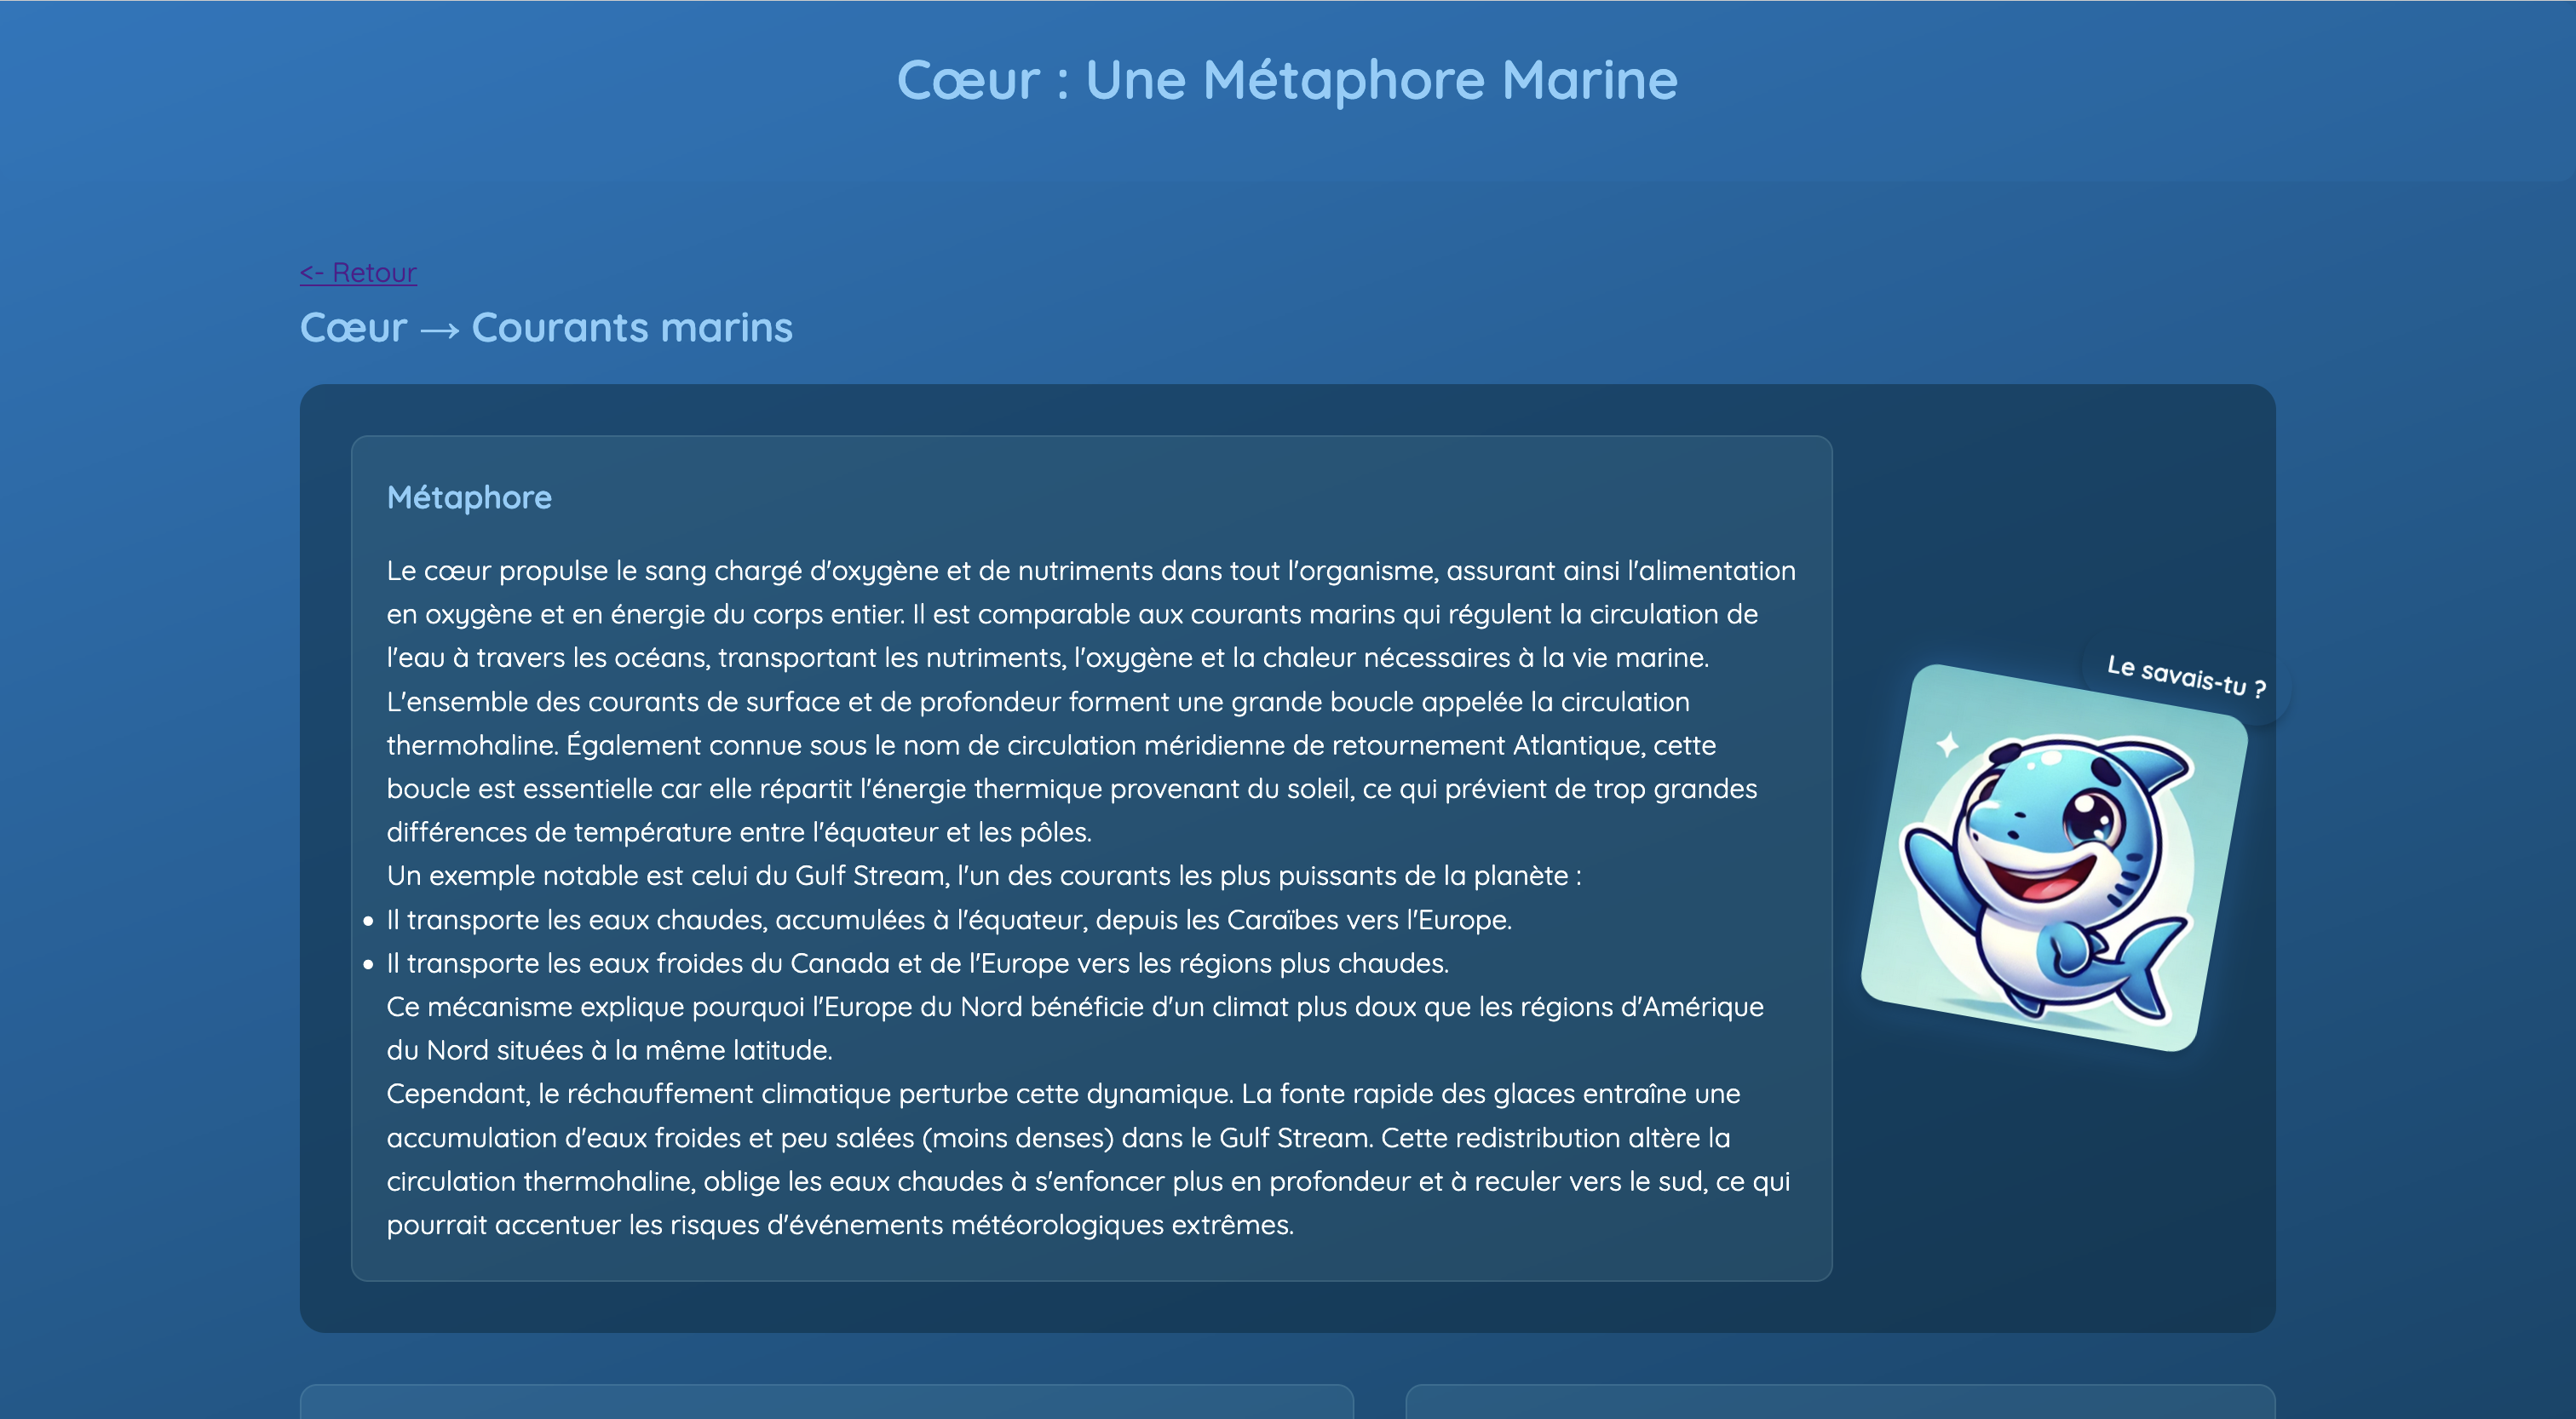 Cœur : Une Métaphore Marine
<- Retour
Cœur → Courants marins
Métaphore
Le cœur propulse le sang chargé d'oxygène et de nutriments dans tout l'organisme, assurant ainsi l'alimentation
en oxygène et en énergie du corps entier. Il est comparable aux courants marins qui régulent la circulation de
l'eau à travers les océans, transportant les nutriments, l'oxygène et la chaleur nécessaires à la vie marine.
L'ensemble des courants de surface et de profondeur forment une grande boucle appelée la circulation
thermohaline. Également connue sous le nom de circulation méridienne de retournement Atlantique, cette
boucle est essentielle car elle répartit l'énergie thermique provenant du soleil, ce qui prévient de trop grandes
différences de température entre l'équateur et les pôles.
Un exemple notable est celui du Gulf Stream, l'un des courants les plus puissants de la planète :
• Il transporte les eaux chaudes, accumulées à l'équateur, depuis les Caraïbes vers l'Europe.
• Il transporte les eaux froides du Canada et de l'Europe vers les régions plus chaudes.
Ce mécanisme explique pourquoi l'Europe du Nord bénéficie d'un climat plus doux que les régions d'Amérique
du Nord situées à la même latitude.
Cependant, le réchauffement climatique perturbe cette dynamique. La fonte rapide des glaces entraîne une
accumulation d'eaux froides et peu salées (moins denses) dans le Gulf Stream. Cette redistribution altère la
circulation thermohaline, oblige les eaux chaudes à s'enfoncer plus en profondeur et à reculer vers le sud, ce qui
pourrait accentuer les risques d'événements météorologiques extrêmes.
Le savais-tu ?